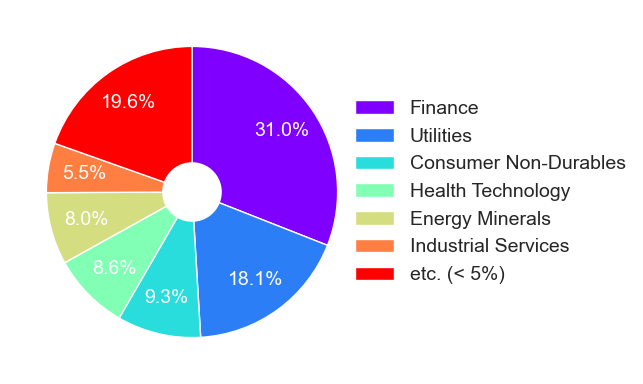 19.6%
31.0%
5.5%
8.0%
8.6%
9.3%
18.1%
Finance
Utilities
Consumer Non-Durables
Health Technology
Energy Minerals
Industrial Services
etc. (< 5%)